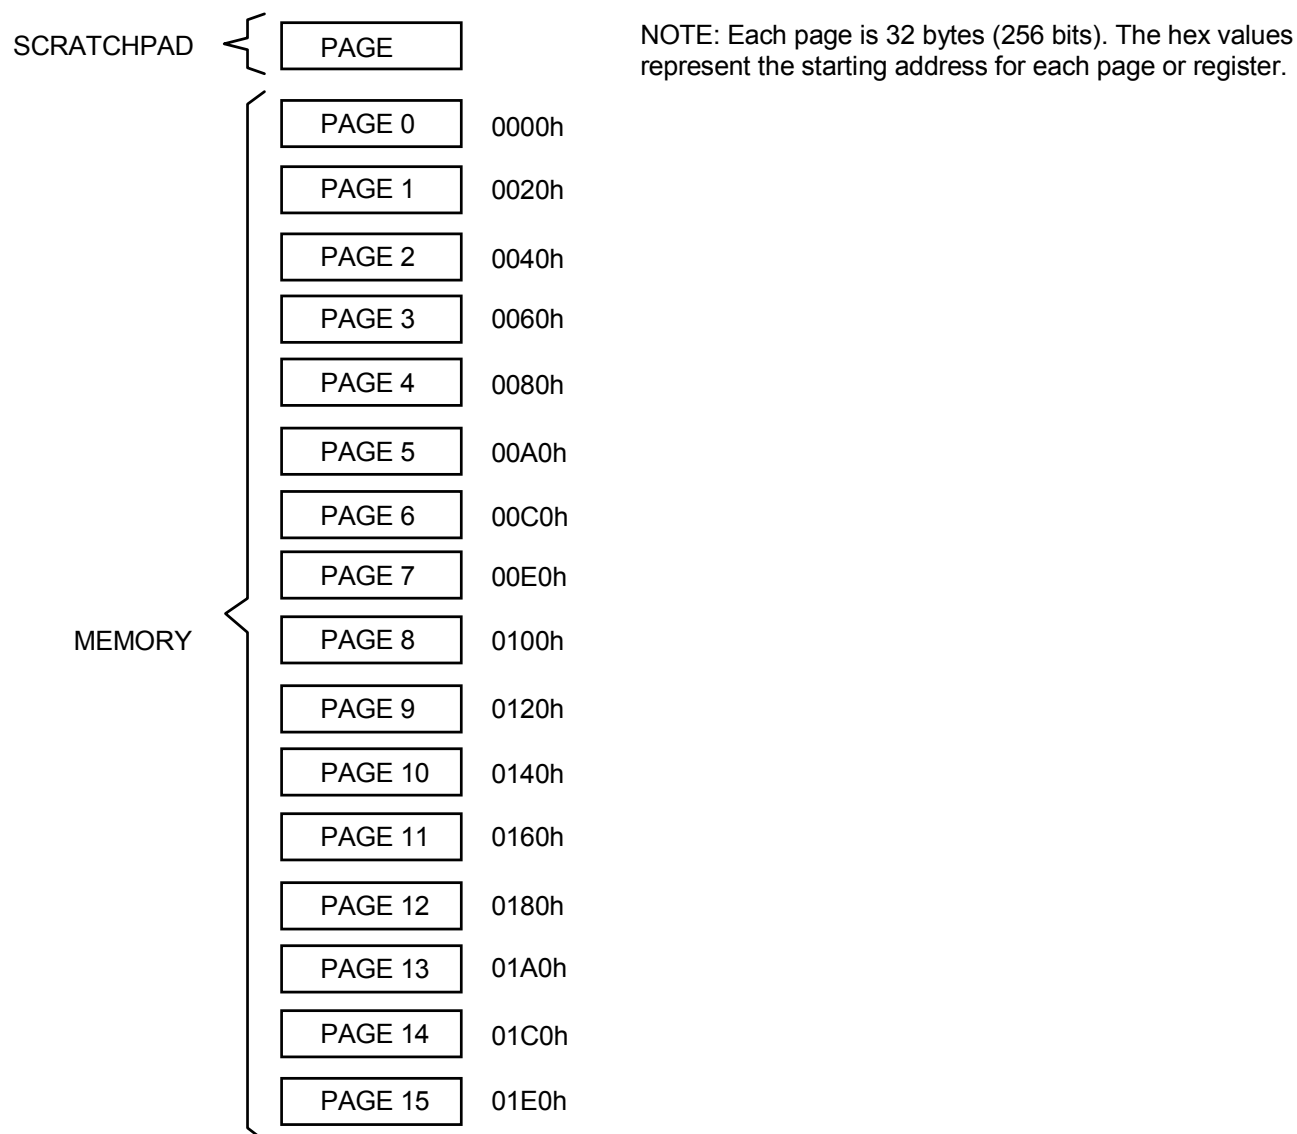 SCRATCHPAD
PAGE
NOTE: Each page is 32 bytes (256 bits). The hex values
represent the starting address for each page or register.
PAGE 0 0000h
PAGE 1 0020h
PAGE 2 0040h
PAGE 3 0060h
PAGE 4 0080h
PAGE 5 00A0h
PAGE 6 00C0h
PAGE 7 00E0h
MEMORY
PAGE 8 0100h
PAGE 9 0120h
PAGE 10 0140h
PAGE 11 0160h
PAGE 12 0180h
PAGE 13 01A0h
PAGE 14 01C0h
PAGE 15 01E0h